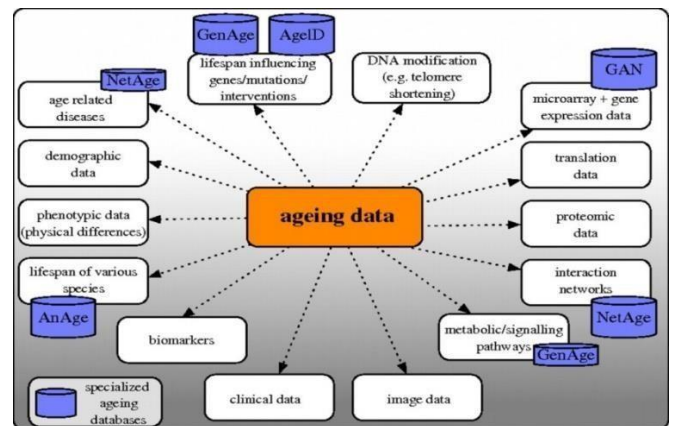 GenAge
AgeID
GAN
NetAge
lifespan influencing
genes/mutations/
interventions
DNA modification
(e.g. telomere
shortening)
microarray + gene
expression data
age related
diseases
demographic
data
translation
data
ageing data
phenotypic data
(physical differences)
proteomic
data
lifespan of various
species
interaction
networks
AnAge
NetAge
biomarkers
metabolic/signalling
pathways
GenAge
specialized
ageing
databases
clinical data
image data